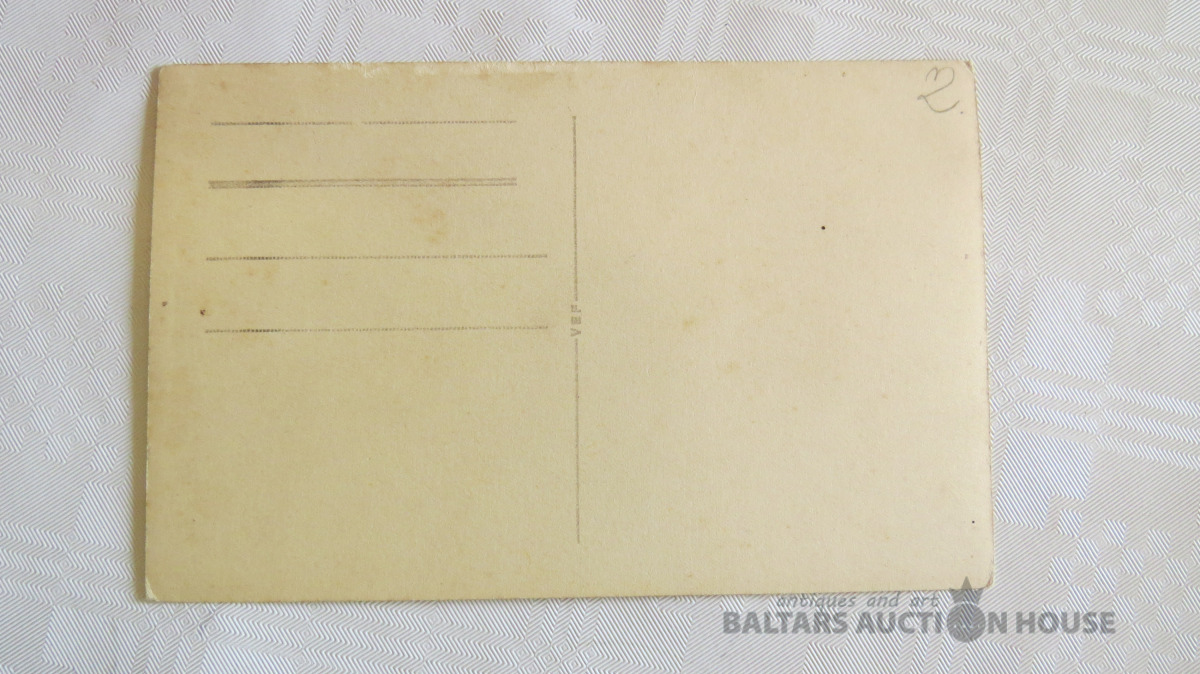 2.
VEF
antiques and art
BALTARS AUCTION HOUSE